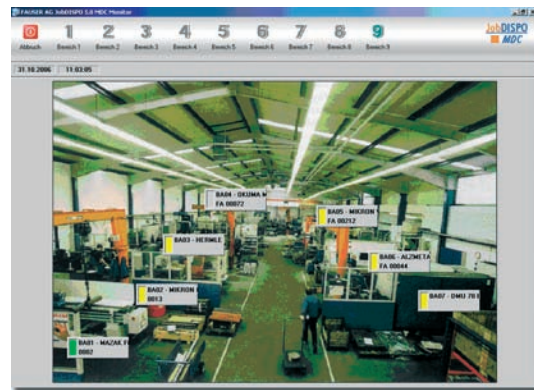 FAUSER AG JobDISPO 5.0 MDC Monitor
1 2 3 4 5 6 7 8 9
Abbruch Bereich 1 Bereich 2 Bereich 3 Bereich 4 Bereich 5 Bereich 6 Bereich 7 Bereich 8 Bereich 9
JobDISPO
MDC
31.10.2006 11:03:05
BA04 - OKUMA M
FA 00072
BA05 - MIKRON
FA 00212
BA03 - HERMLE
BA06 - ALZMETA
FA 00044
BA02 - MIKRON
0013
BA07 - DMU 70
BA01 - MAZAK F
0002